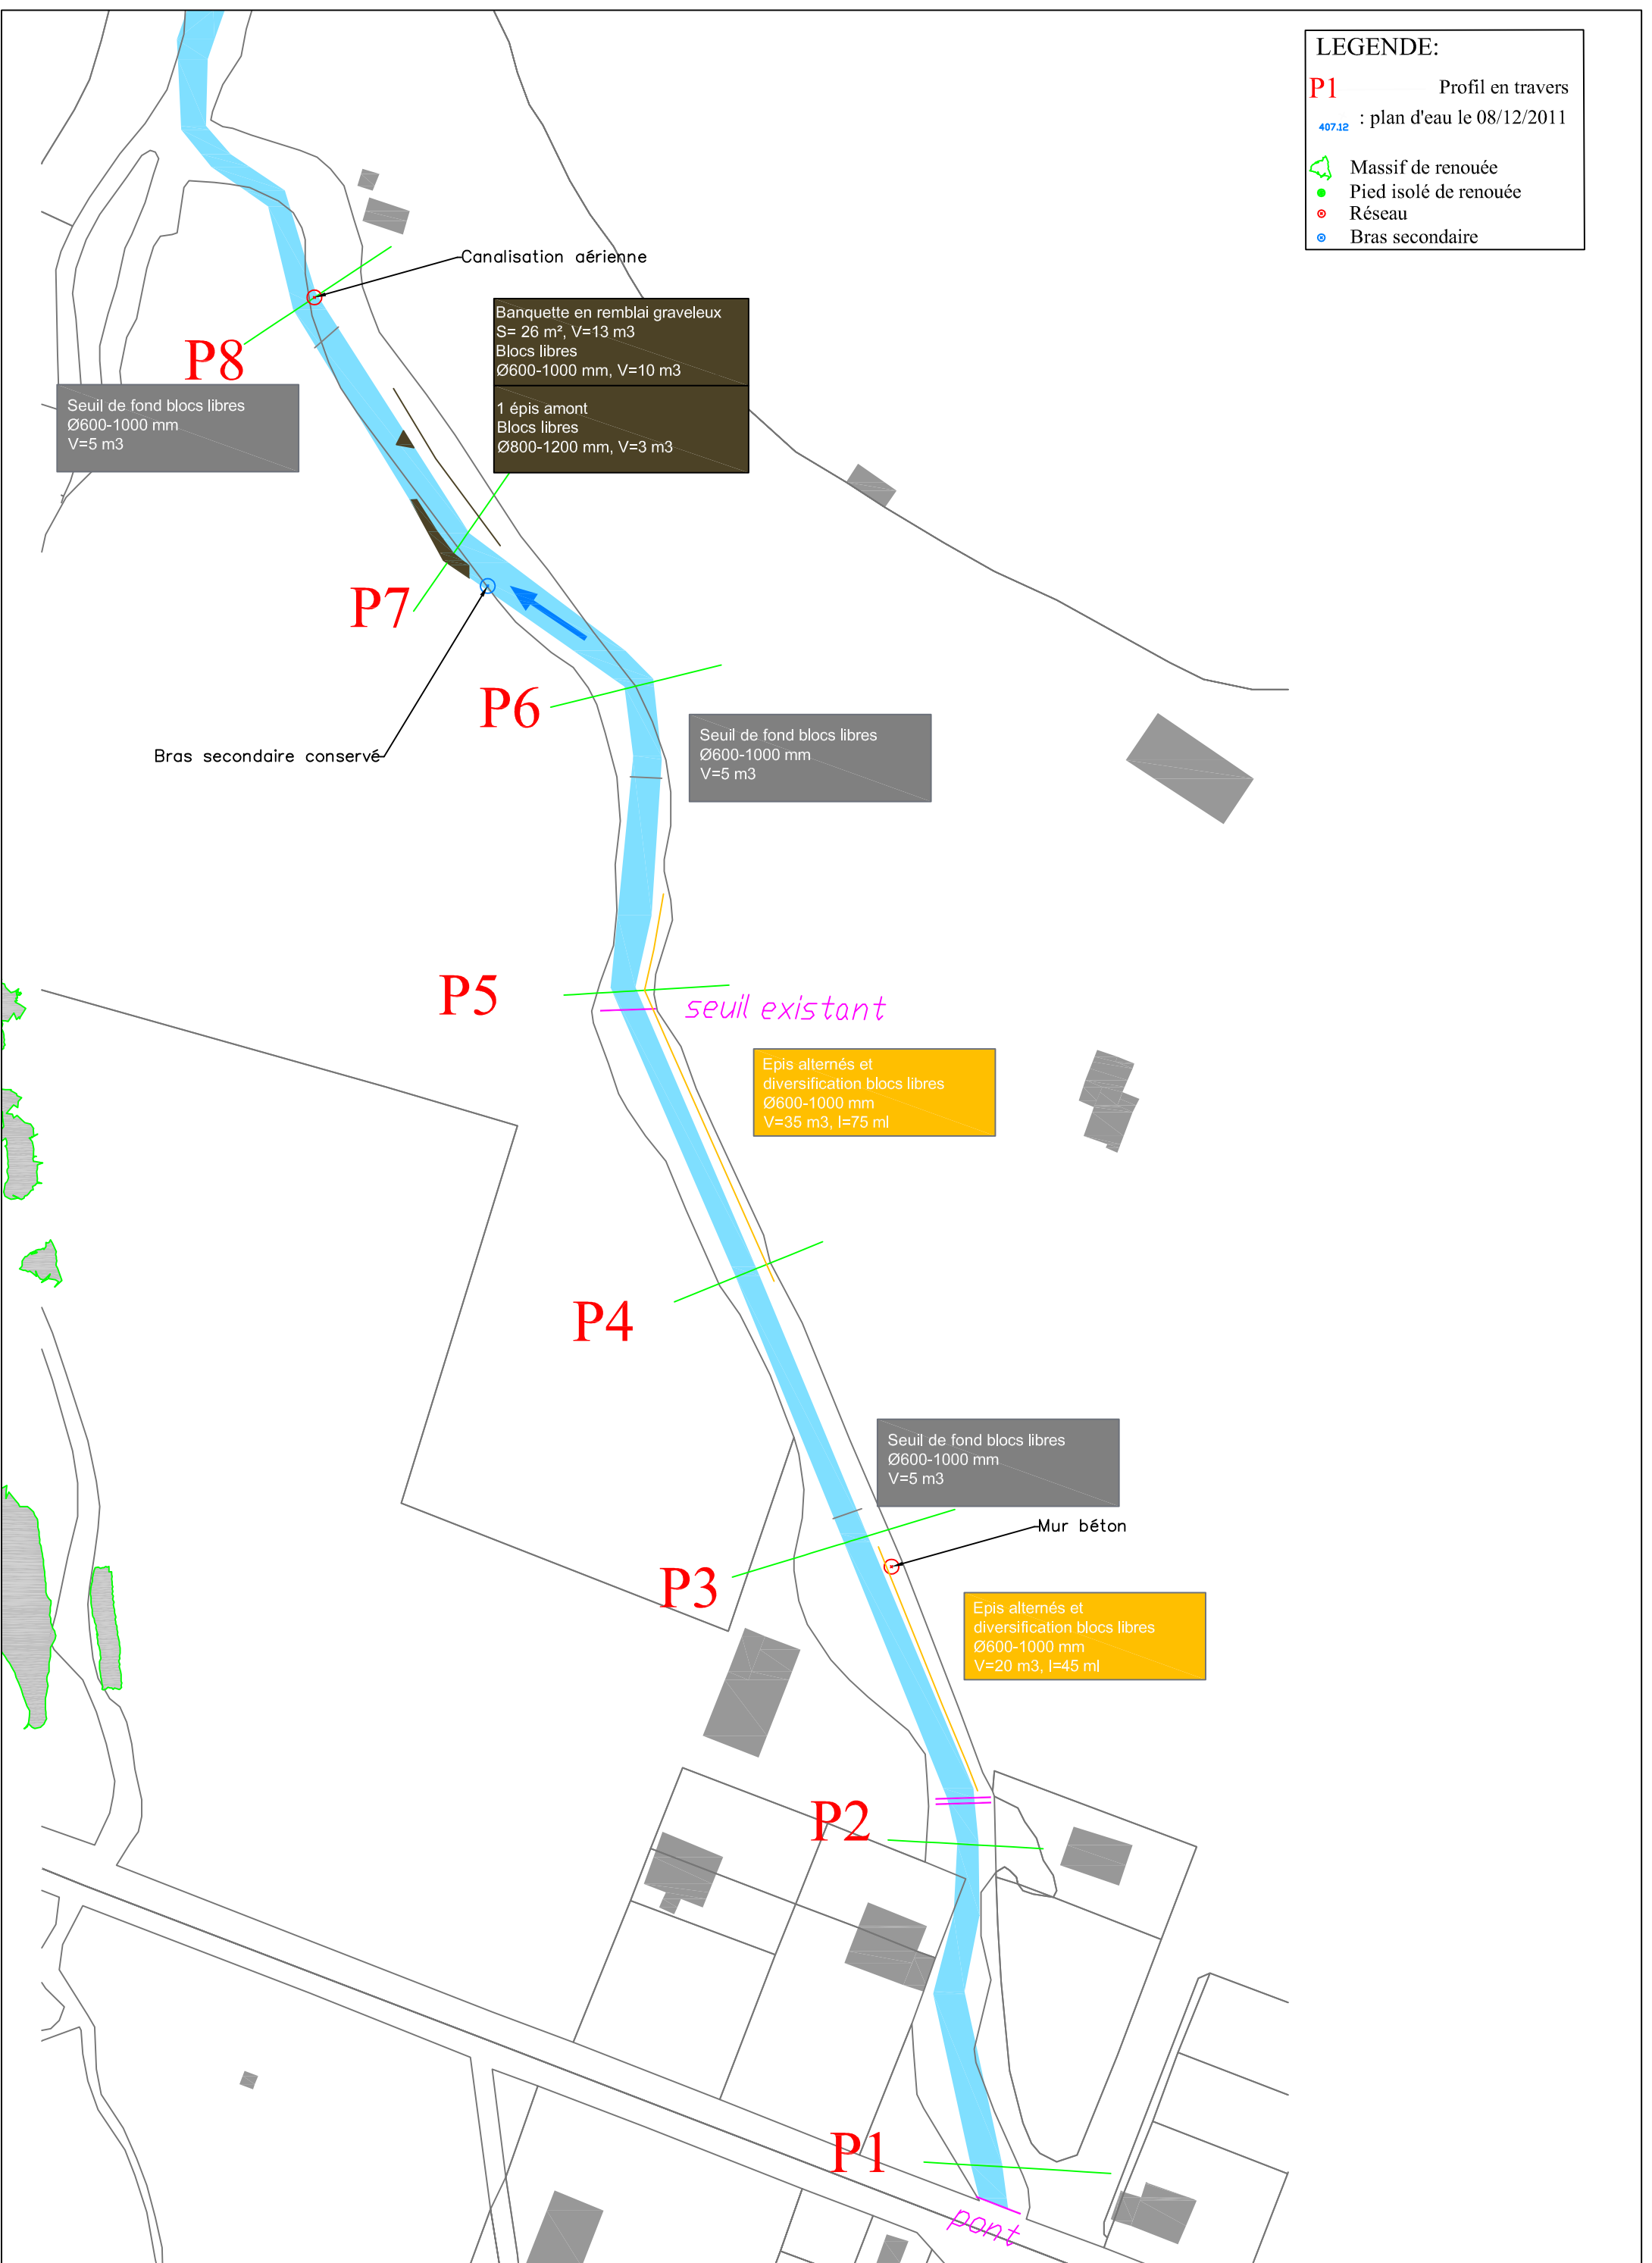 LEGENDE:
P1 Profil en travers
407.12 : plan d'eau le 08/12/2011
Massif de renouée
Pied isolé de renouée
Réseau
Bras secondaire
Canalisation aérienne
Banquette en remblai graveleux
S= 26 m², V=13 m3
Blocs libres
Ø600-1000 mm, V=10 m3
P8
Seuil de fond blocs libres
Ø600-1000 mm
V=5 m3
1 épis amont
Blocs libres
Ø800-1200 mm, V=3 m3
P7
P6
Seuil de fond blocs libres
Ø600-1000 mm
V=5 m3
Bras secondaire conservé
P5
seuil existant
Epis alternés et
diversification blocs libres
Ø600-1000 mm
V=35 m3, l=75 ml
P4
Seuil de fond blocs libres
Ø600-1000 mm
V=5 m3
Mur béton
P3
Epis alternés et
diversification blocs libres
Ø600-1000 mm
V=20 m3, l=45 ml
P2
P1
pont